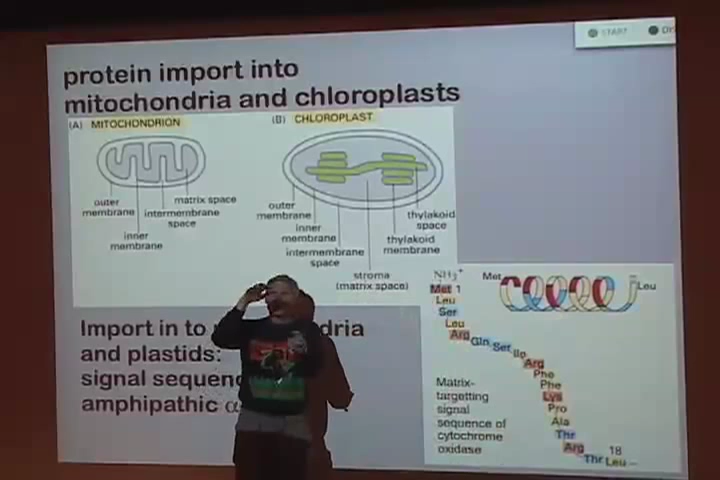 START
protein import into
mitochondria and chloroplasts
(A) MITOCHONDRION
outer
membrane
inner
membrane
intermembrane
space
matrix space
(B) CHLOROPLAST
outer
membrane
inner
membrane
intermembrane
space
stroma
(matrix space)
thylakoid
membrane
thylakoid
space
Import in to
dria
and plastids:
signal
amphipathic α
NH3+
Met 1
Leu
Ser
Leu
Arg
Gln
Ser
Ile
Arg
Phe
Phe
Lys
Pro
Ala
Thr
Arg
Thr
Leu
18
Met
Leu
Matrix-
targetting
signal
sequence of
cytochrome
oxidase